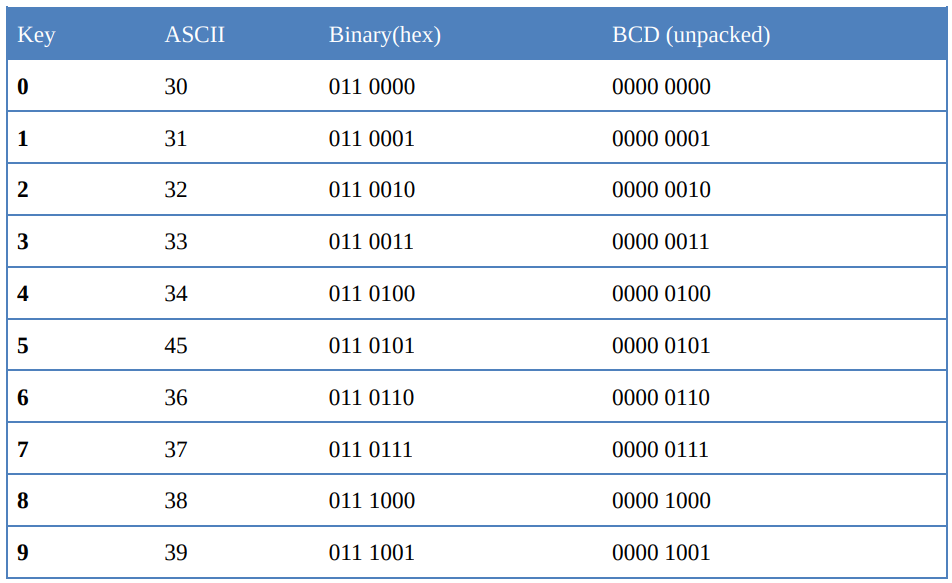 Key ASCII Binary(hex) BCD (unpacked)
0 30 011 0000 0000 0000
1 31 011 0001 0000 0001
2 32 011 0010 0000 0010
3 33 011 0011 0000 0011
4 34 011 0100 0000 0100
5 45 011 0101 0000 0101
6 36 011 0110 0000 0110
7 37 011 0111 0000 0111
8 38 011 1000 0000 1000
9 39 011 1001 0000 1001